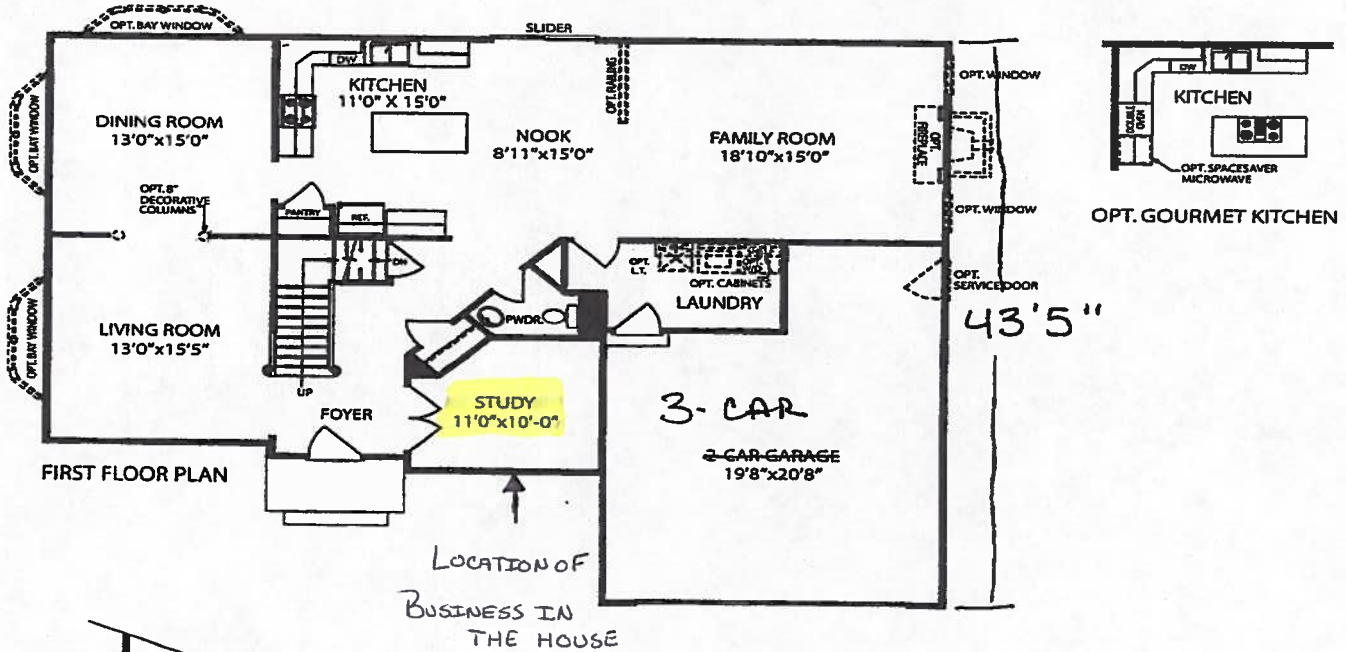 OPT. BAY WINDOW
SLIDER
DW
KITCHEN
11'0" X 15'0"
OPT. RAILING
OPT. WINDOW
DINING ROOM
13'0"x15'0"
OPT. BAY WINDOW
NOOK
8'11"x15'0"
FAMILY ROOM
18'10"x15'0"
OPT. FIREPLACE
OPT. 8"
DECORATIVE
COLUMNS
PANTRY
REF.
OPT. WINDOW
DW
KITCHEN
OPT. SPACESAVER
MICROWAVE
OPT. GOURMET KITCHEN
DN
OPT.
L.T.
OPT. CABINETS
LAUNDRY
OPT.
SERVICE DOOR
43'5"
LIVING ROOM
13'0"x15'5"
OPT. BAY WINDOW
PWDR.
UP
FOYER
STUDY
11'0"x10'-0"
3-CAR
2 CAR GARAGE
19'8"x20'8"
FIRST FLOOR PLAN
LOCATION OF
BUSINESS IN
THE HOUSE